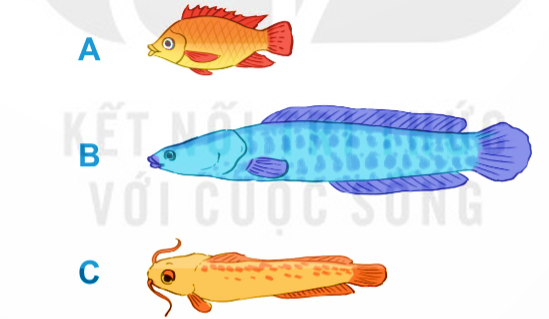 A
KẾT NỐI TRI THỨC
B
VỚI CUỘC SỐNG
C